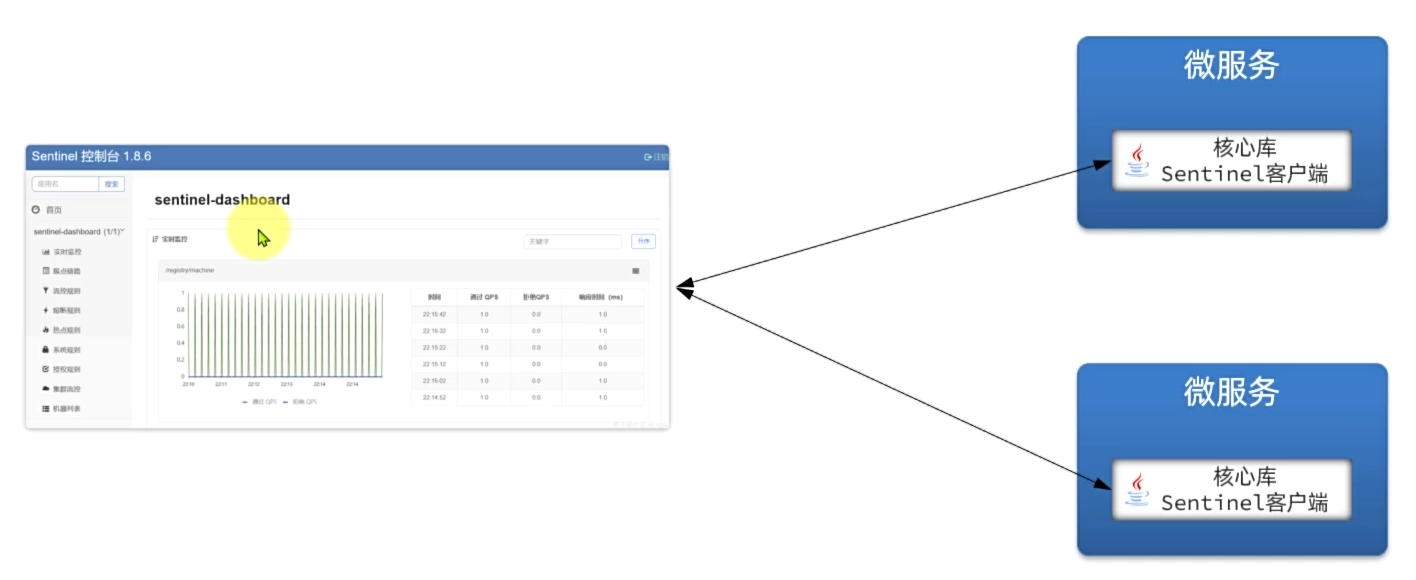 微服务
核心库
Sentinel客户端
Sentinel 控制台 1.8.6
注销
应用名
搜索
sentinel-dashboard
首页
sentinel-dashboard (1/1)
实时监控
关键字
实时监控
簇点链路
/registry/machine
流控规则
时间 通过 QPS 拒绝QPS 响应时间 (ms)
熔断规则
1
22:15:42 1.0 0.0 1.0
0.8
热点规则
22:15:32 1.0 0.0 1.0
0.6
系统规则
22:15:22 1.0 0.0 0.0
0.4
授权规则
22:15:12 1.0 0.0 0.0
0.2
集群流控
22:15:02 1.0 0.0 1.0
0
22:10 22:11 22:12 22:13 22:14 22:14
22:14:52 1.0 0.0 1.0
通过 QPS 拒绝 QPS
机器列表
微服务
核心库
Sentinel客户端